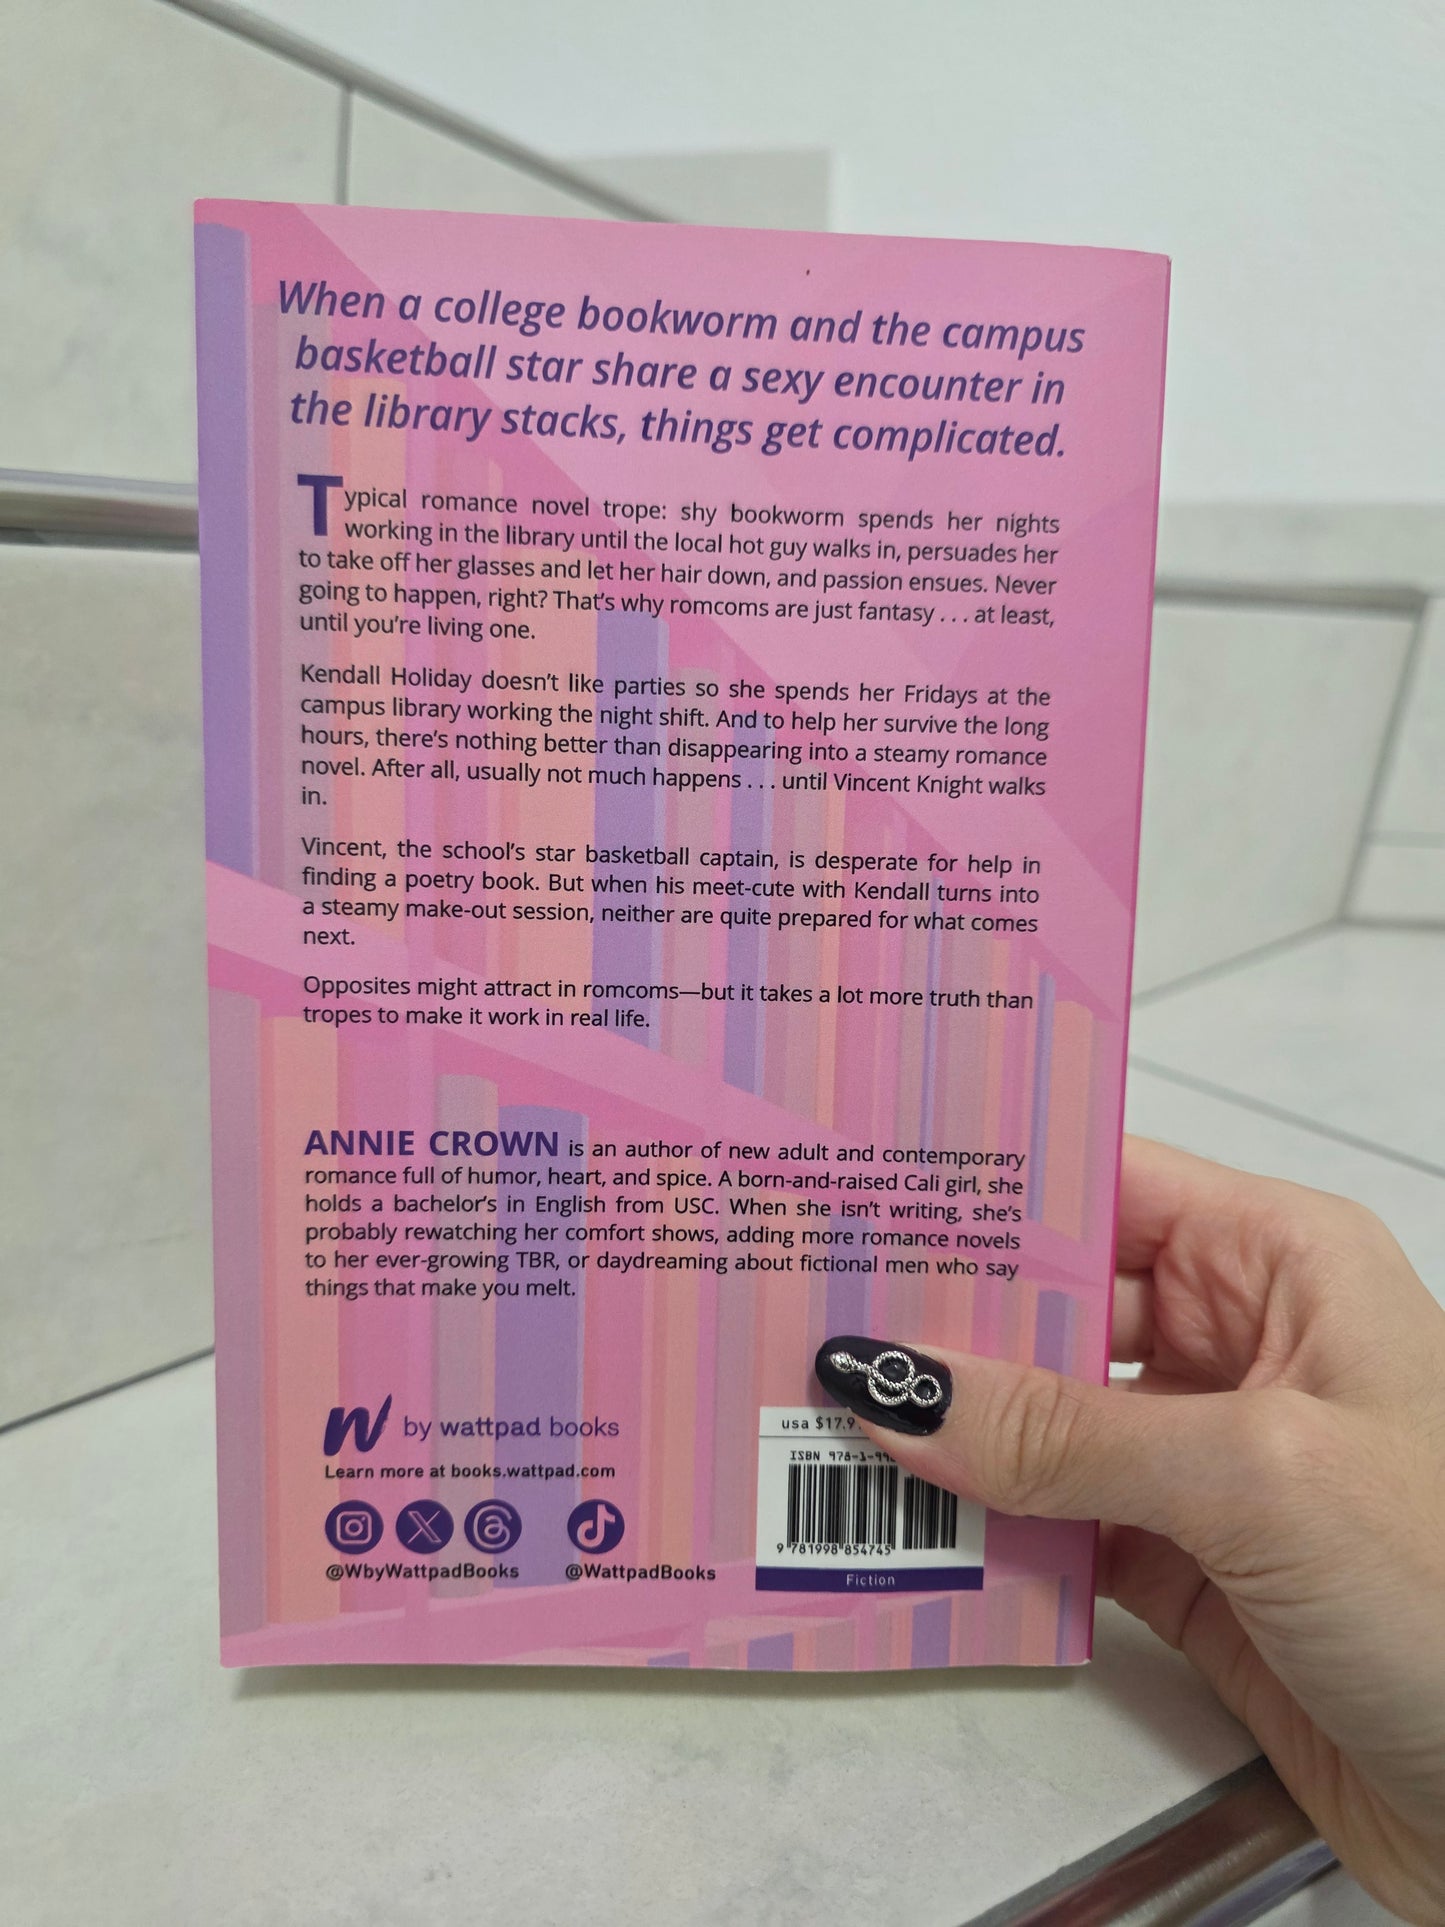 When a college bookworm and the campus
basketball star share a sexy encounter in
the library stacks, things get complicated.
Typical romance novel trope: shy bookworm spends her nights
working in the library until the local hot guy walks in, persuades her
to take off her glasses and let her hair down, and passion ensues. Never
going to happen, right? That's why romcoms are just fantasy . . . at least,
until you're living one.
Kendall Holiday doesn't like parties so she spends her Fridays at the
campus library working the night shift. And to help her survive the long
hours, there's nothing better than disappearing into a steamy romance
novel. After all, usually not much happens . . . until Vincent Knight walks
in.
Vincent, the school's star basketball captain, is desperate for help in
finding a poetry book. But when his meet-cute with Kendall turns into
a steamy make-out session, neither are quite prepared for what comes
next.
Opposites might attract in romcoms—but it takes a lot more truth than
tropes to make it work in real life.
ANNIE CROWN is an author of new adult and contemporary
romance full of humor, heart, and spice. A born-and-raised Cali girl, she
holds a bachelor's in English from USC. When she isn't writing, she's
probably rewatching her comfort shows, adding more romance novels
to her ever-growing TBR, or daydreaming about fictional men who say
things that make you melt.
W by wattpad books
Learn more at books.wattpad.com
@WbyWattpadBooks @WattpadBooks
usa $17.9
ISBN 978-1-99
9 781998 854745
Fiction